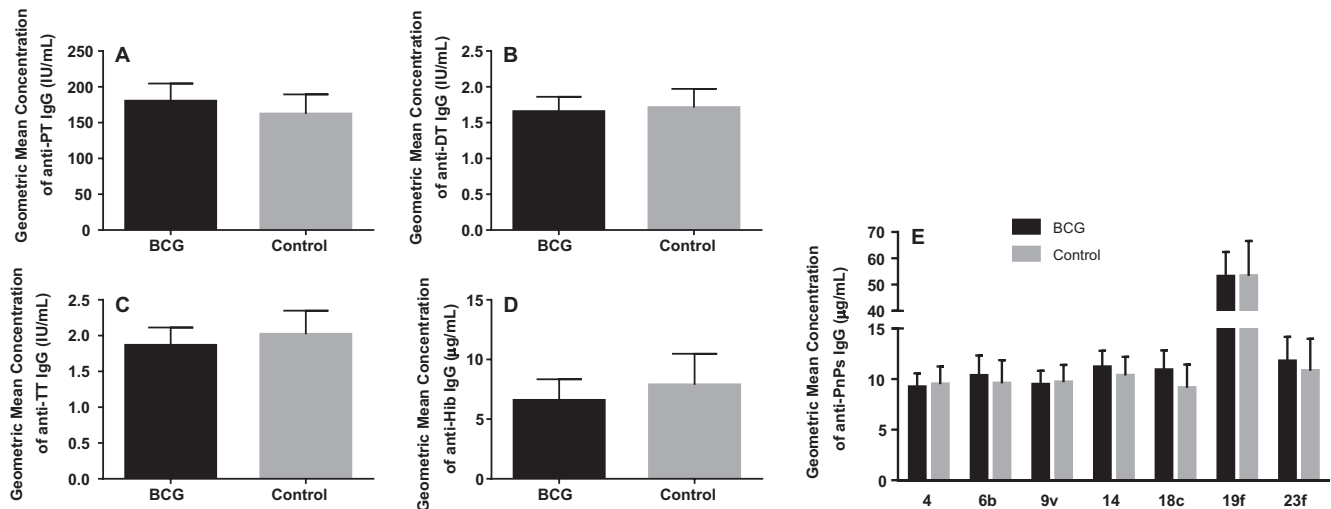 A
Geometric Mean Concentration
of anti-PT IgG (IU/mL)
250
200
150
100
50
0
BCG
Control
B
Geometric Mean Concentration
of anti-DT IgG (IU/mL)
2.5
2.0
1.5
1.0
0.5
0.0
BCG
Control
C
Geometric Mean Concentration
of anti-TT IgG (IU/mL)
2.5
2.0
1.5
1.0
0.5
0.0
BCG
Control
D
Geometric Mean Concentration
of anti-Hib IgG (µg/mL)
15
10
5
0
BCG
Control
E
BCG
Control
Geometric Mean Concentration
of anti-PnPs IgG (µg/mL)
70
60
50
40
15
10
5
0
4
6b
9v
14
18c
19f
23f